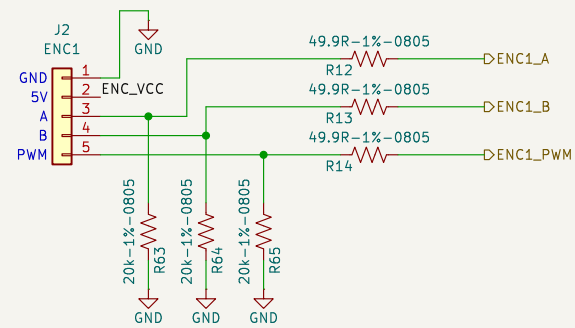 J2
ENC1
GND
49.9R-1%-0805
R12
ENC1_A
GND 1
5V 2 ENC_VCC
A 3
B 4
PWM 5
49.9R-1%-0805
R13
ENC1_B
49.9R-1%-0805
R14
ENC1_PWM
20k-1%-0805
R63
20k-1%-0805
R64
20k-1%-0805
R65
GND
GND
GND